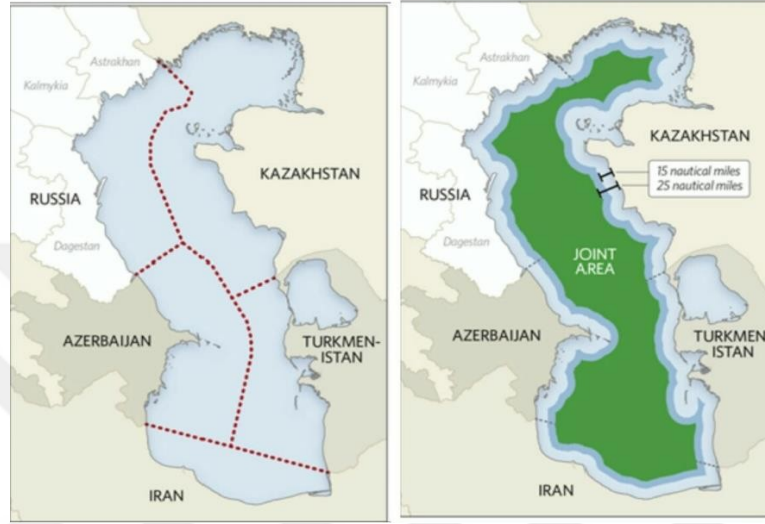 Astrakhan
Kalmykia
KAZAKHSTAN
RUSSIA
Dagestan
AZERBAIJAN
TURKMEN-
ISTAN
IRAN
Astrakhan
Kalmykia
KAZAKHSTAN
15 nautical miles
25 nautical miles
RUSSIA
Dagestan
JOINT
AREA
AZERBAIJAN
TURKMEN-
ISTAN
IRAN